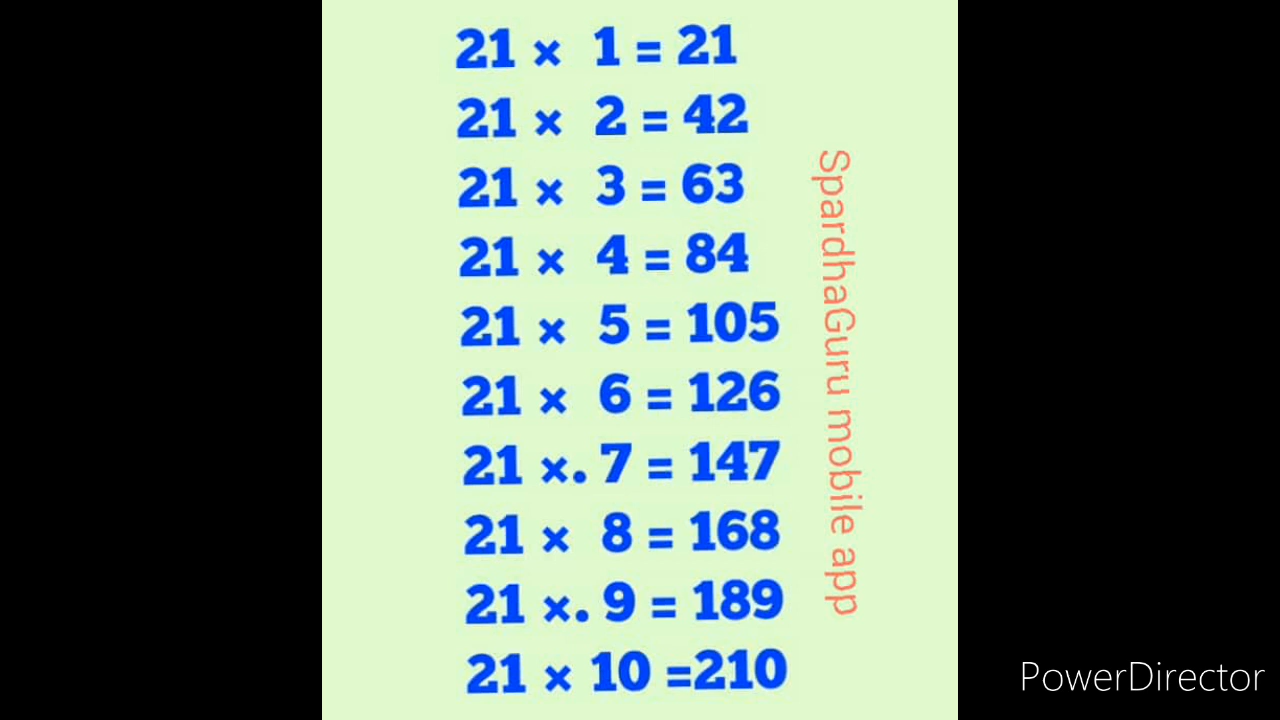 21 × 1 = 21
21 × 2 = 42
21 × 3 = 63
21 × 4 = 84
21 × 5 = 105
21 × 6 = 126
21 ×. 7 = 147
21 × 8 = 168
21 ×. 9 = 189
21 × 10 =210
SpardhaGuru mobile app
PowerDirector